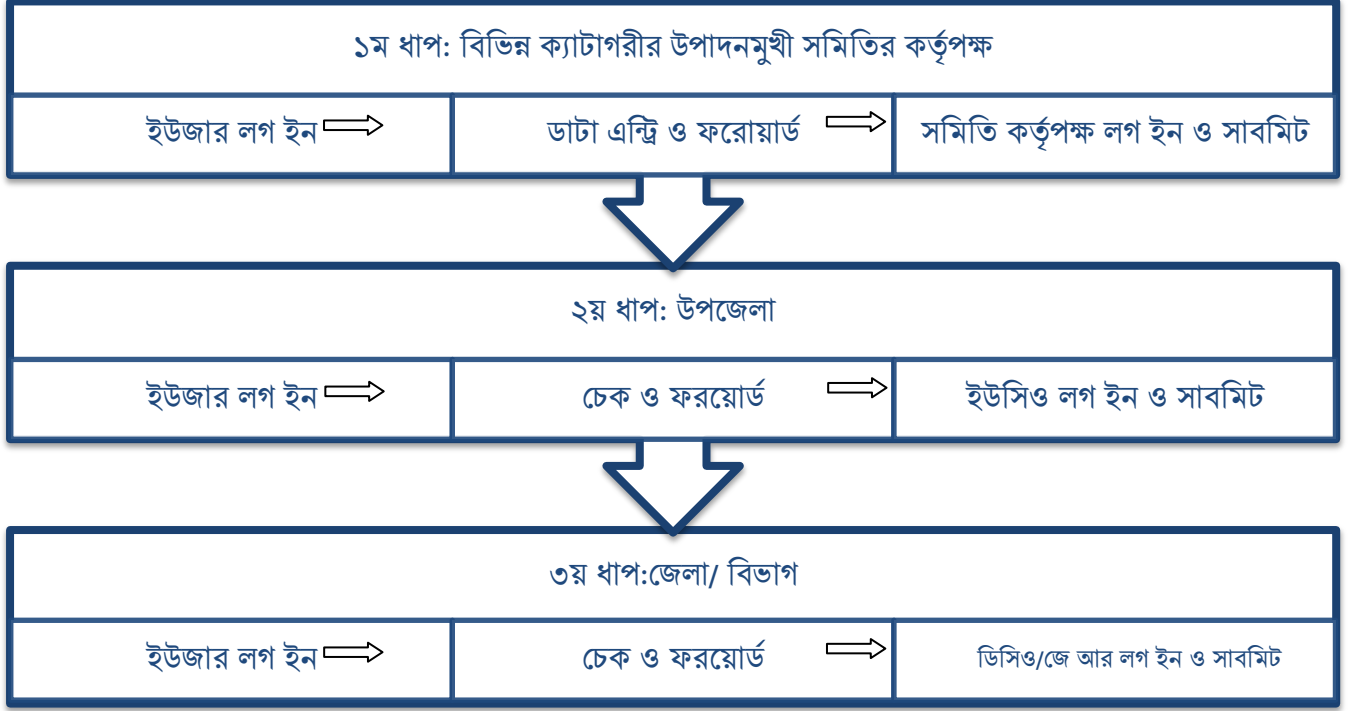 ১ম ধাপ: বিভিন্ন ক্যাটাগরীর উপাদনমুখী সমিতির কর্তৃপক্ষ
ইউজার লগ ইন
ডাটা এন্ট্রি ও ফরোয়ার্ড
সমিতি কর্তৃপক্ষ লগ ইন ও সাবমিট
২য় ধাপ: উপজেলা
ইউজার লগ ইন
চেক ও ফরয়োর্ড
ইউসিও লগ ইন ও সাবমিট
৩য় ধাপ:জেলা/ বিভাগ
ইউজার লগ ইন
চেক ও ফরয়োর্ড
ডিসিও/জে আর লগ ইন ও সাবমিট